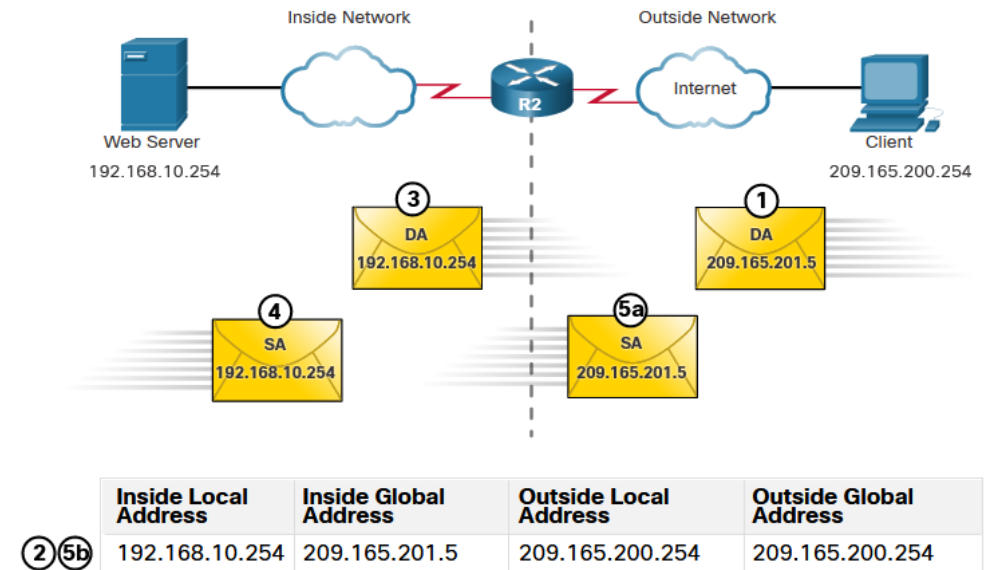 Inside Network
Outside Network
Internet
R2
Web Server
192.168.10.254
Client
209.165.200.254
3
DA
192.168.10.254
1
DA
209.165.201.5
4
SA
192.168.10.254
5a
SA
209.165.201.5
Inside Local Address
Inside Global Address
Outside Local Address
Outside Global Address
2 5b 192.168.10.254 209.165.201.5 209.165.200.254 209.165.200.254